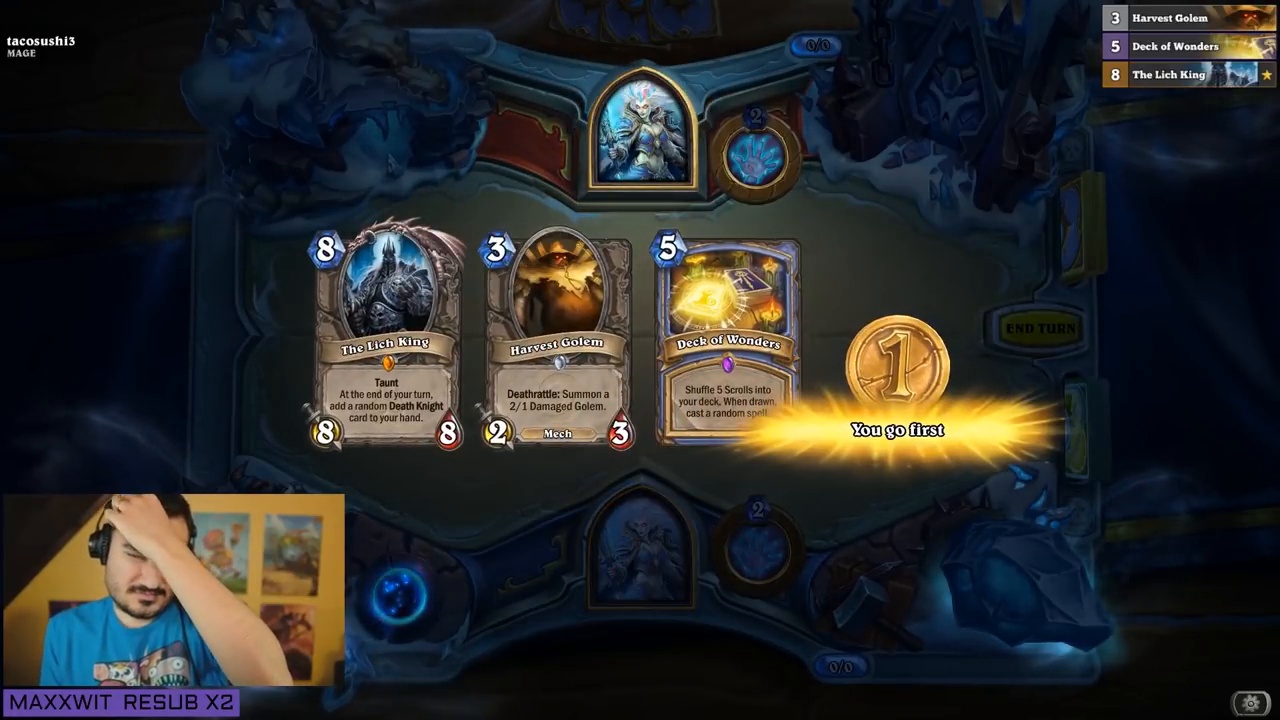 tacosushi3
MAGE
0/0
3 Harvest Golem
5 Deck of Wonders
8 The Lich King
2
8
The Lich King
Taunt
At the end of your turn,
add a random Death Knight
card to your hand.
8
8
3
Harvest Golem
Deathrattle: Summon a
2/1 Damaged Golem.
2
Mech
3
5
Deck of Wonders
Shuffle 5 Scrolls into
your deck. When drawn,
cast a random spell.
1
You go first
END TURN
2
0/0
MAXXWIT RESUB X2